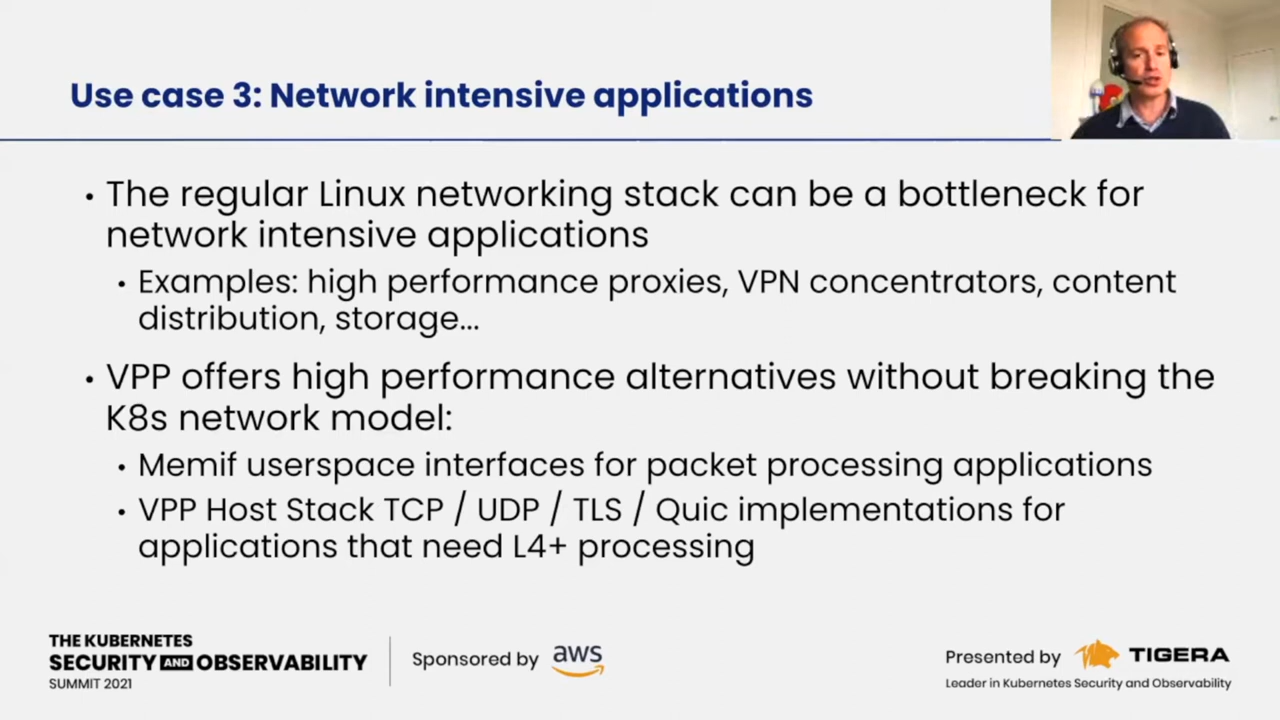 Use case 3: Network intensive applications
• The regular Linux networking stack can be a bottleneck for
network intensive applications
• Examples: high performance proxies, VPN concentrators, content
distribution, storage...
• VPP offers high performance alternatives without breaking the
K8s network model:
• Memif userspace interfaces for packet processing applications
• VPP Host Stack TCP / UDP / TLS / Quic implementations for
applications that need L4+ processing
THE KUBERNETES
SECURITY AND OBSERVABILITY
SUMMIT 2021
Sponsored by aws
Presented by TIGERA
Leader in Kubernetes Security and Observability